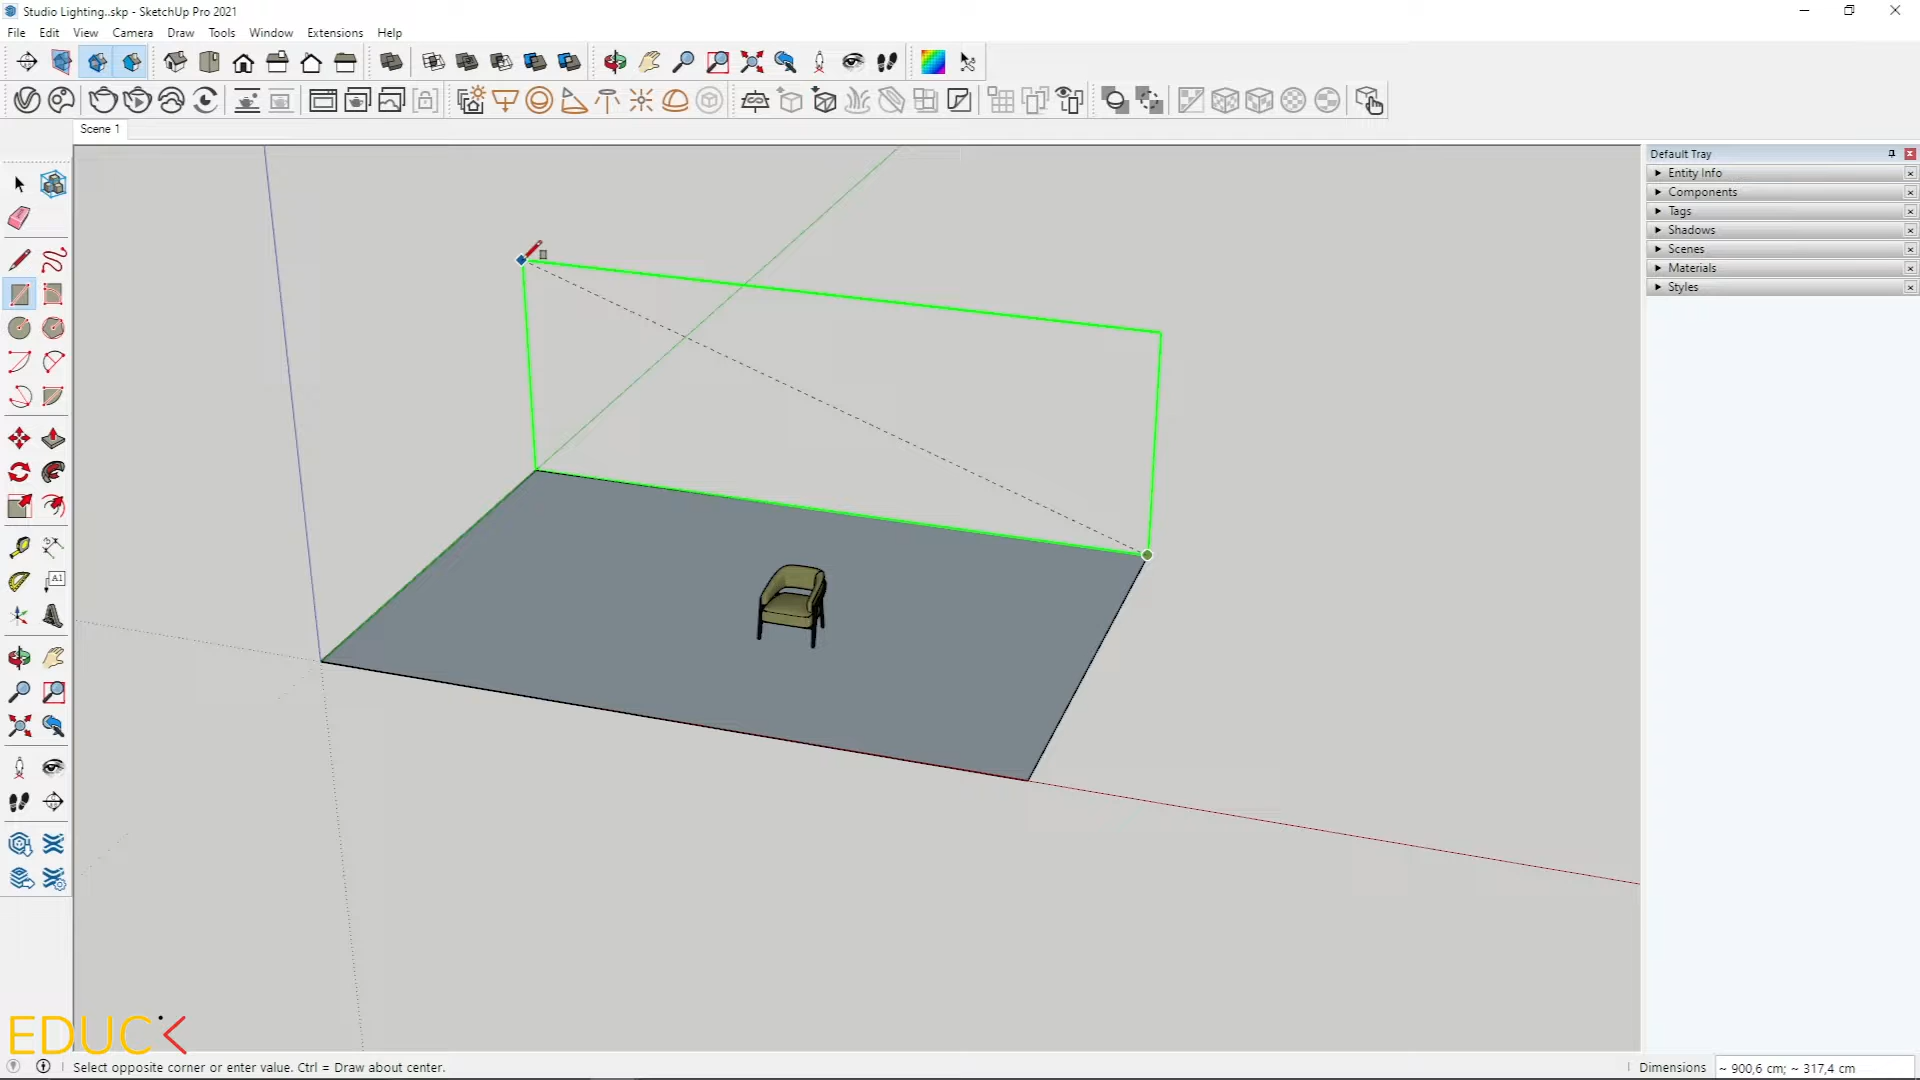 Studio Lighting..skp - SketchUp Pro 2021
File Edit View Camera Draw Tools Window Extensions Help
Scene 1
Default Tray
Entity Info
Components
Tags
Shadows
Scenes
Materials
Styles
A1
EDUC
Select opposite corner or enter value. Ctrl = Draw about center.
Dimensions ~ 900,6 cm; ~ 317,4 cm